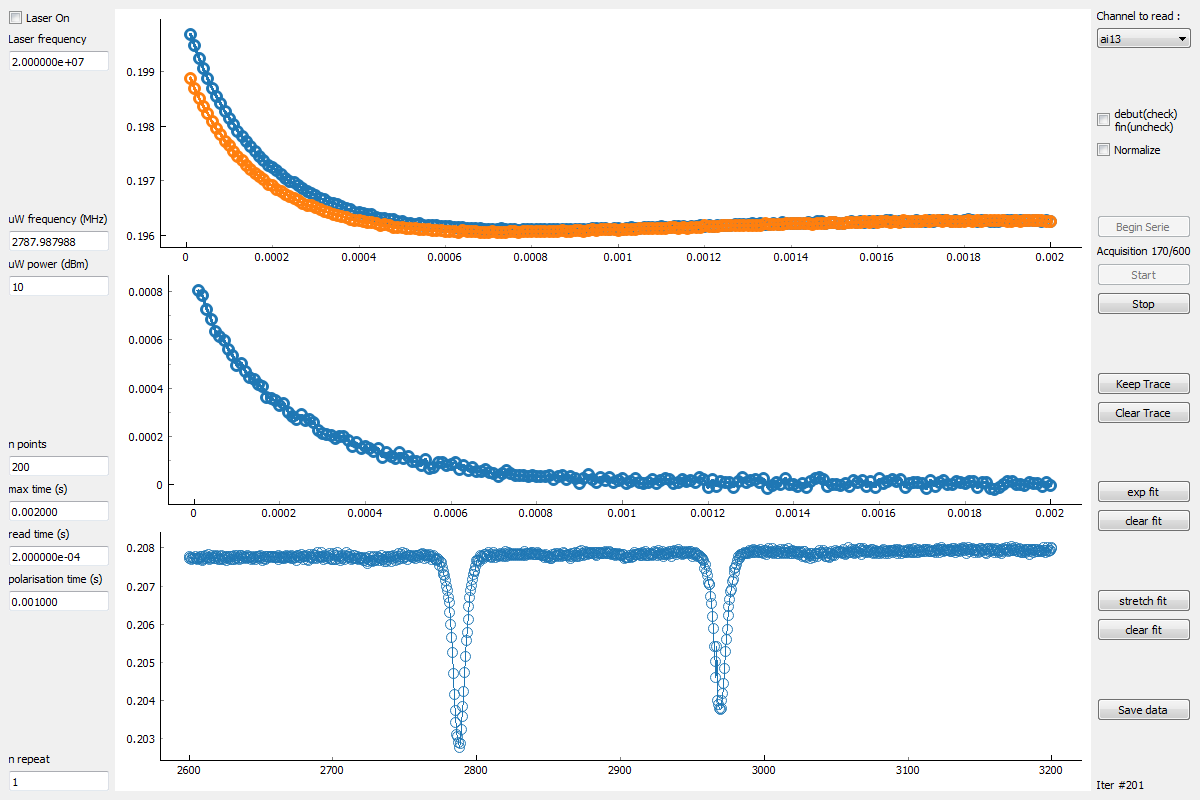 Laser On
Laser frequency
2.000000e+07
uW frequency (MHz)
2787.987988
uW power (dBm)
10
n points
200
max time (s)
0.002000
read time (s)
2.000000e-04
polarisation time (s)
0.001000
n repeat
1
0.199
0.198
0.197
0.196
0 0.0002 0.0004 0.0006 0.0008 0.001 0.0012 0.0014 0.0016 0.0018 0.002
0.0008
0.0006
0.0004
0.0002
0
0 0.0002 0.0004 0.0006 0.0008 0.001 0.0012 0.0014 0.0016 0.0018 0.002
0.208
0.207
0.206
0.205
0.204
0.203
2600 2700 2800 2900 3000 3100 3200
Channel to read :
ai13
debut(check)
fin(uncheck)
Normalize
Begin Serie
Acquisition 170/600
Start
Stop
Keep Trace
Clear Trace
exp fit
clear fit
stretch fit
clear fit
Save data
Iter #201